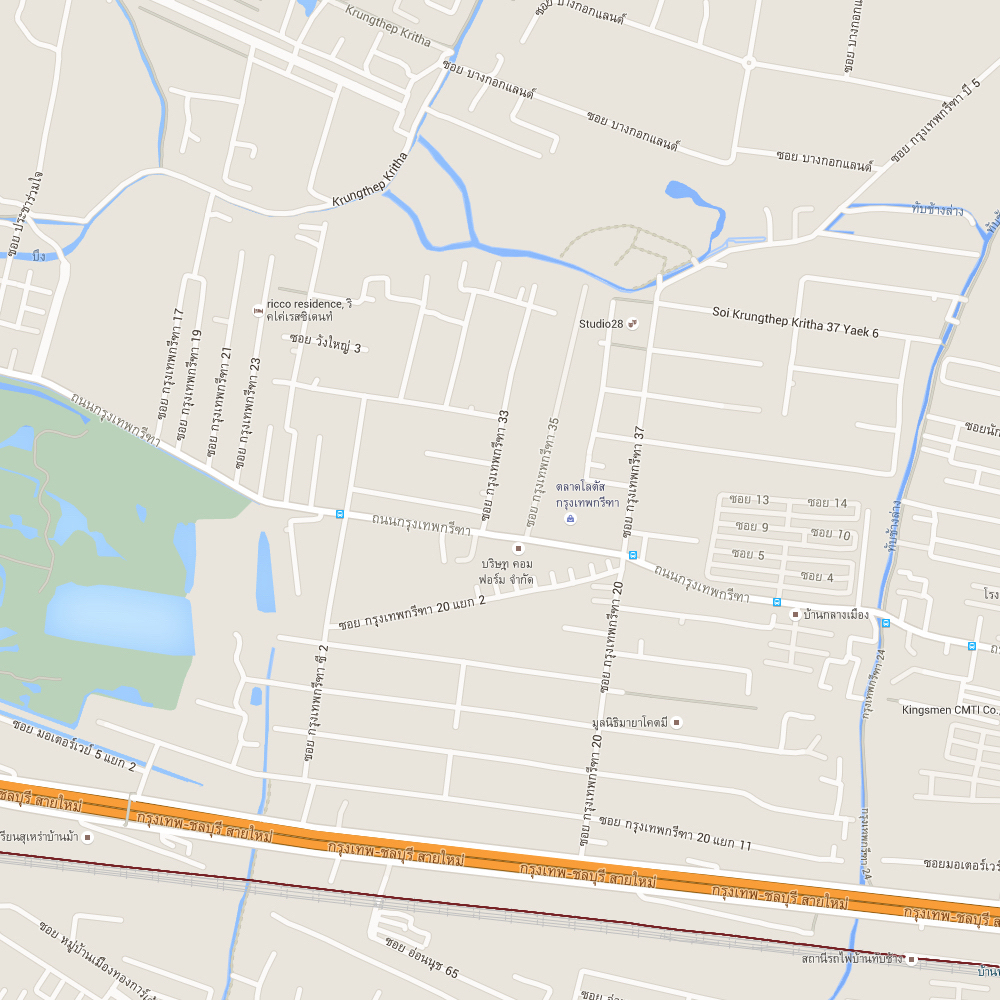 Krungthep Kritha
ซอย บางกอกแลนด์
ซอย บางกอกแลนด์
ซอย บางกอกแลนด์
ซอย บางกอกแลนด์
ซอย กรุงเทพกรีฑา ปี 5
Krungthep Kritha
ซอย ประชาร่วมใจ
บึง
ทับช้างล่าง
ricco residence, ริ
คโค่เรสซิเดนท์
Studio28
Soi Krungthep Kritha 37 Yaek 6
ซอย วังใหญ่ 3
ซอย กรุงเทพกรีฑา 17
ซอย กรุงเทพกรีฑา 19
ซอย กรุงเทพกรีฑา 21
ซอย กรุงเทพกรีฑา 23
ถนนกรุงเทพกรีฑา
ซอย กรุงเทพกรีฑา 33
ซอย กรุงเทพกรีฑา 35
ซอย กรุงเทพกรีฑา 37
ตลาดโลตัส
กรุงเทพกรีฑา
ซอย 13
ซอย 14
ซอย 9
ซอย 10
ซอย 5
ซอย 4
ทับช้างล่าง
ถนนกรุงเทพกรีฑา
บริษัท คอม
ฟอร์ม จำกัด
ถนนกรุงเทพกรีฑา
บ้านกลางเมือง
ซอย กรุงเทพกรีฑา 20 แยก 2
ซอย กรุงเทพกรีฑา 20
ซอย กรุงเทพกรีฑา ซี 2
กรุงเทพกรีฑา 24
Kingsmen CMTI Co.,
มูลนิธิมายาโคตมี
ซอย มอเตอร์เวย์ 5 แยก 2
ซอย กรุงเทพกรีฑา 20
ซอย กรุงเทพกรีฑา 20 แยก 11
กรุงเทพกรีฑา 24
กรุงเทพ-ชลบุรี สายใหม่
กรุงเทพ-ชลบุรี สายใหม่
กรุงเทพ-ชลบุรี สายใหม่
กรุงเทพ-ชลบุรี สายใหม่
ซอย อ่อนนุช 65
สถานีรถไฟบ้านทับช้าง